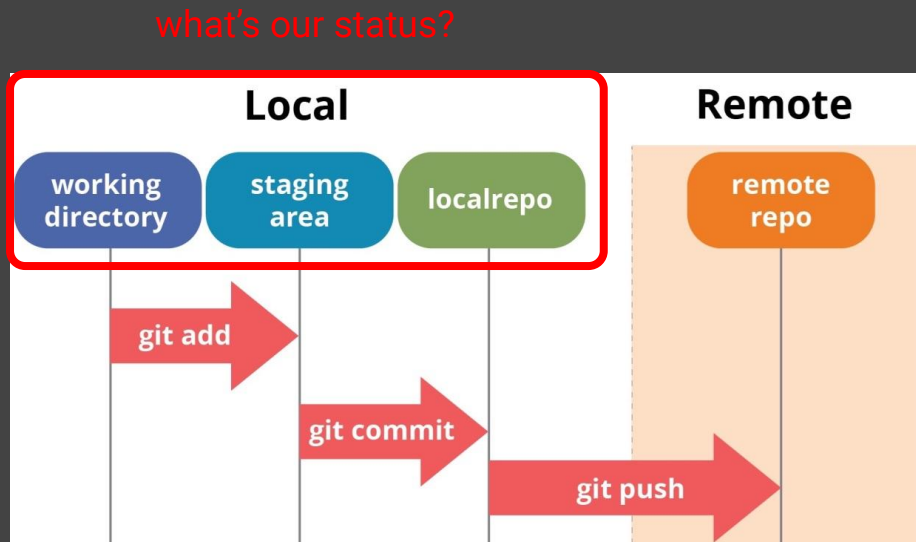 what's our status?
Local
Remote
working
directory
staging
area
localrepo
remote
repo
git add
git commit
git push